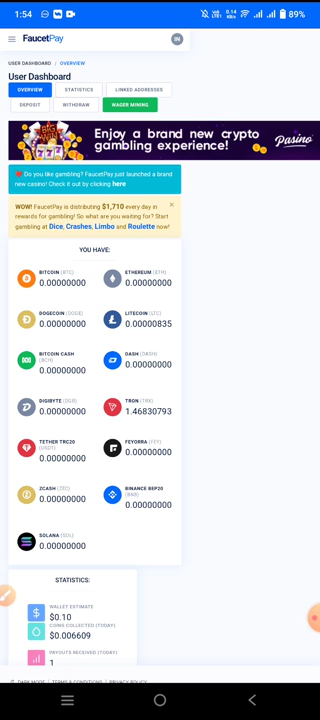 1:54
0.14
K/s
89%
FaucetPay
IN
USER DASHBOARD / OVERVIEW
User Dashboard
OVERVIEW
STATISTICS
LINKED ADDRESSES
DEPOSIT
WITHDRAW
WAGER MINING
BIG WIN
Enjoy a brand new crypto
gambling experience!
Pasino
Do you like gambling? FaucetPay just launched a brand
new casino! Check it out by clicking here
WOW! FaucetPay is distributing $1,710 every day in
rewards for gambling! So what are you waiting for? Start
gambling at Dice, Crashes, Limbo and Roulette now!
×
YOU HAVE:
BITCOIN (BTC)
0.00000000
ETHEREUM (ETH)
0.00000000
DOGECOIN (DOGE)
0.00000000
LITECOIN (LTC)
0.00000835
BITCOIN CASH
(BCH)
0.00000000
DASH (DASH)
0.00000000
DIGIBYTE (DGB)
0.00000000
TRON (TRX)
1.46830793
TETHER TRC20
(USDT)
0.00000000
FEYORRA (FEY)
0.00000000
ZCASH (ZEC)
0.00000000
BINANCE BEP20
(BNB)
0.00000000
SOLANA (SOL)
0.00000000
STATISTICS:
WALLET ESTIMATE
$0.10
COINS COLLECTED (TODAY)
$0.006609
PAYOUTS RECEIVED (TODAY)
1
DARK MODE | TERMS & CONDITIONS | PRIVACY POLICY